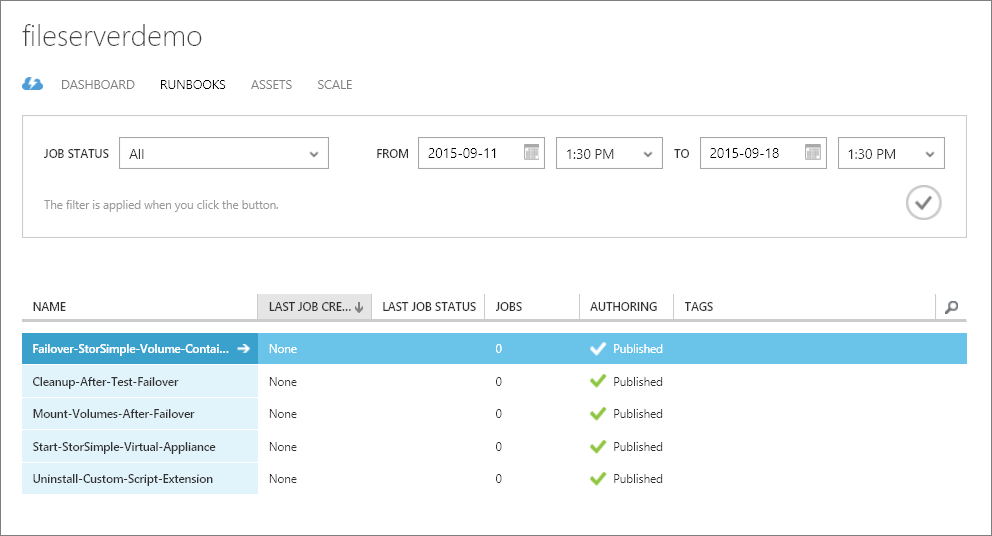 fileserverdemo
DASHBOARD RUNBOOKS ASSETS SCALE
JOB STATUS All FROM 2015-09-11 1:30 PM TO 2015-09-18 1:30 PM
The filter is applied when you click the button.
NAME LAST JOB CRE... LAST JOB STATUS JOBS AUTHORING TAGS
Failover-StorSimple-Volume-Contai... None 0 Published
Cleanup-After-Test-Failover None 0 Published
Mount-Volumes-After-Failover None 0 Published
Start-StorSimple-Virtual-Appliance None 0 Published
Uninstall-Custom-Script-Extension None 0 Published